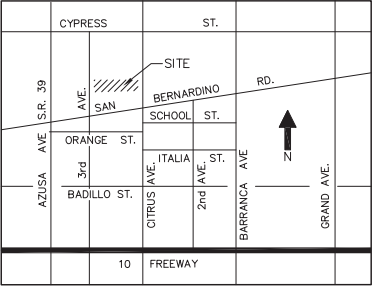 CYPRESS ST.
SITE
S.R. 39
AVE.
SAN BERNARDINO RD.
SCHOOL ST.
ORANGE ST.
ITALIA ST.
N
AZUSA AVE
3rd
CITRUS AVE.
2nd AVE.
BARRANCA AVE
GRAND AVE.
BADILLO ST.
10 FREEWAY